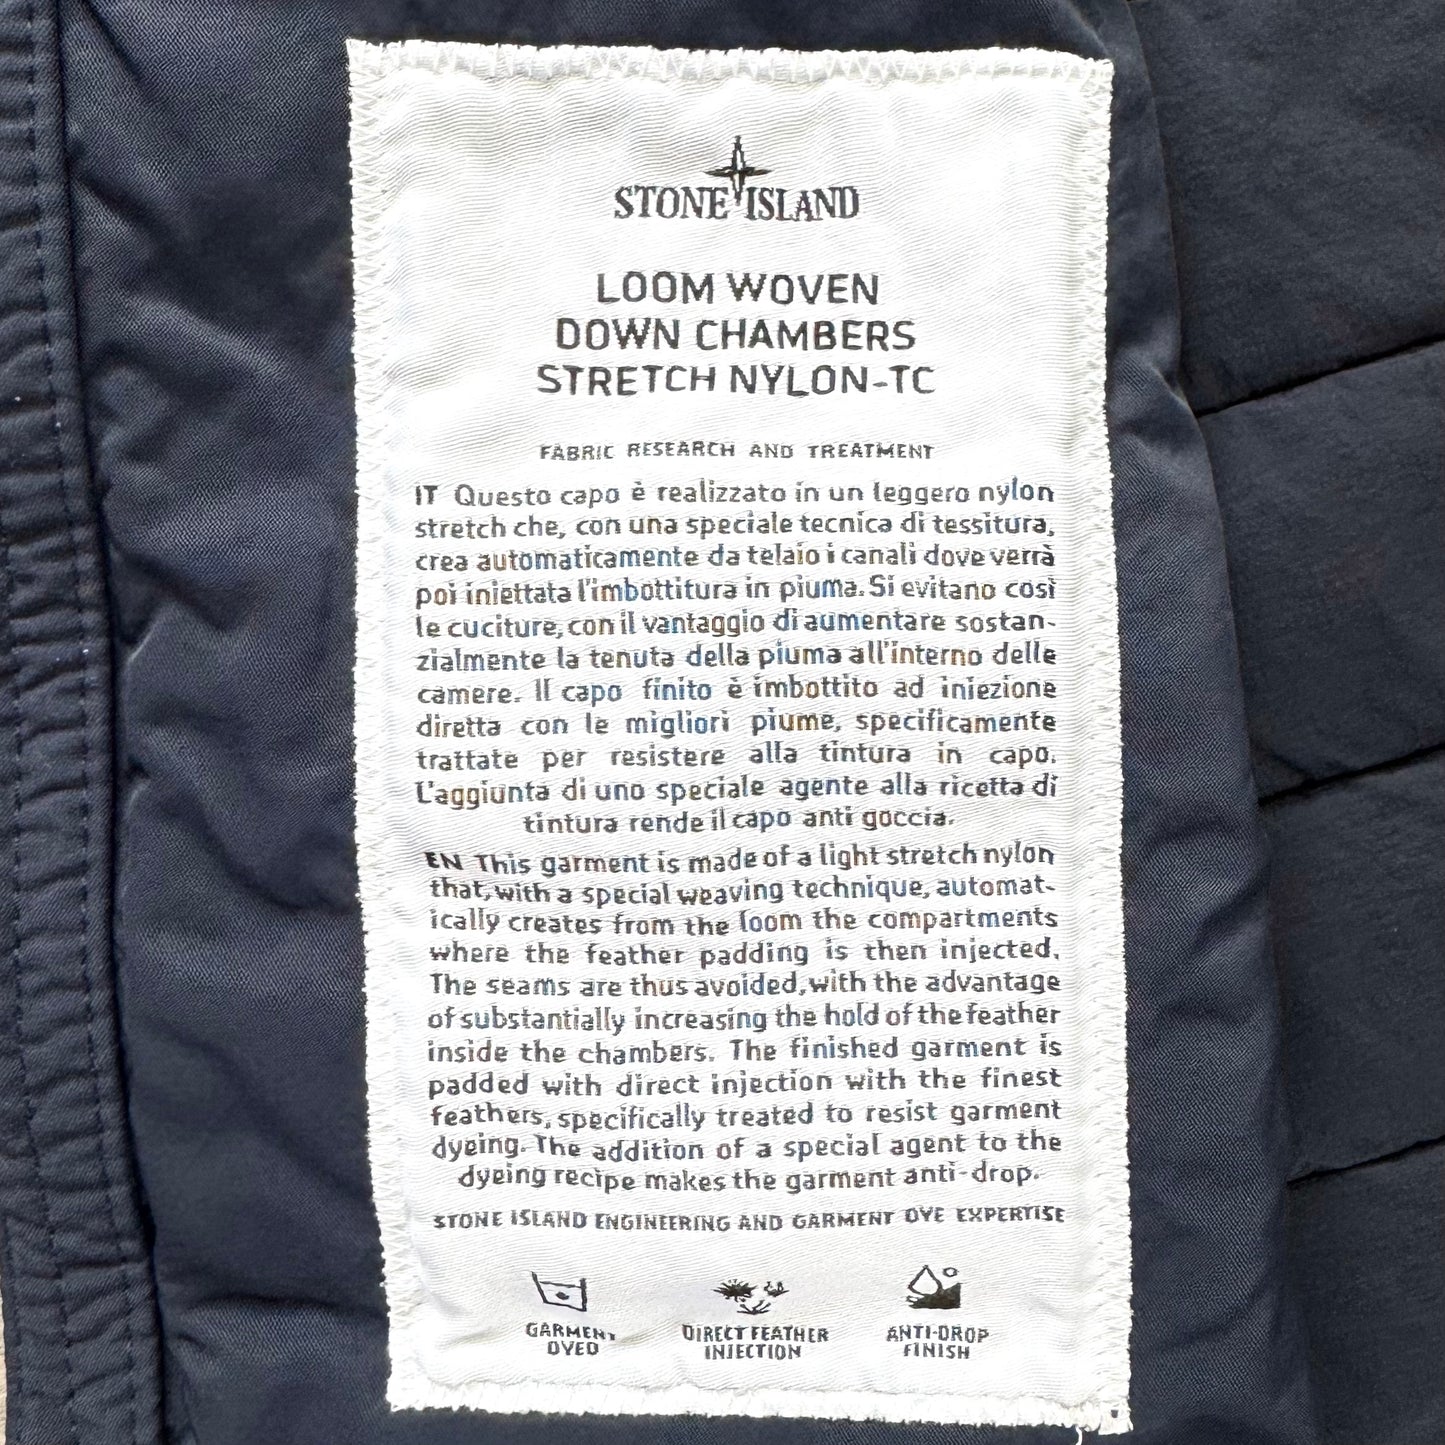 STONE ISLAND
LOOM WOVEN
DOWN CHAMBERS
STRETCH NYLON-TC
FABRIC RESEARCH AND TREATMENT
IT Questo capo è realizzato in un leggero nylon
stretch che, con una speciale tecnica di tessitura,
crea automaticamente da telaio i canali dove verrà
poi iniettata l'imbottitura in piuma. Si evitano così
le cuciture, con il vantaggio di aumentare sostan-
zialmente la tenuta della piuma all'interno delle
camere. Il capo finito è imbottito ad iniezione
diretta con le migliori piume, specificamente
trattate per resistere alla tintura in capo.
L'aggiunta di uno speciale agente alla ricetta di
tintura rende il capo anti goccia.
EN This garment is made of a light stretch nylon
that, with a special weaving technique, automat-
ically creates from the loom the compartments
where the feather padding is then injected.
The seams are thus avoided, with the advantage
of substantially increasing the hold of the feather
inside the chambers. The finished garment is
padded with direct injection with the finest
feathers, specifically treated to resist garment
dyeing. The addition of a special agent to the
dyeing recipe makes the garment anti-drop.
STONE ISLAND ENGINEERING AND GARMENT DYE EXPERTISE
GARMENT
DYED
DIRECT FEATHER
INJECTION
ANTI-DROP
FINISH